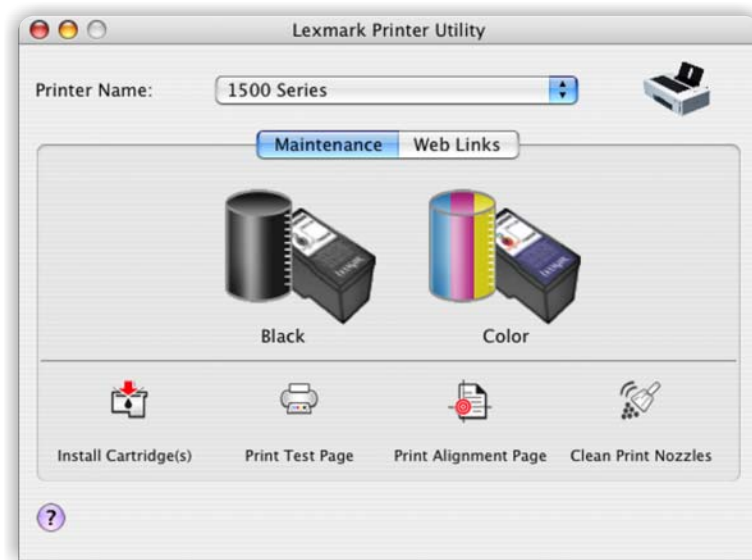 Lexmark Printer Utility
Printer Name:
1500 Series
Maintenance
Web Links
Black
Color
Install Cartridge(s)
Print Test Page
Print Alignment Page
Clean Print Nozzles
?